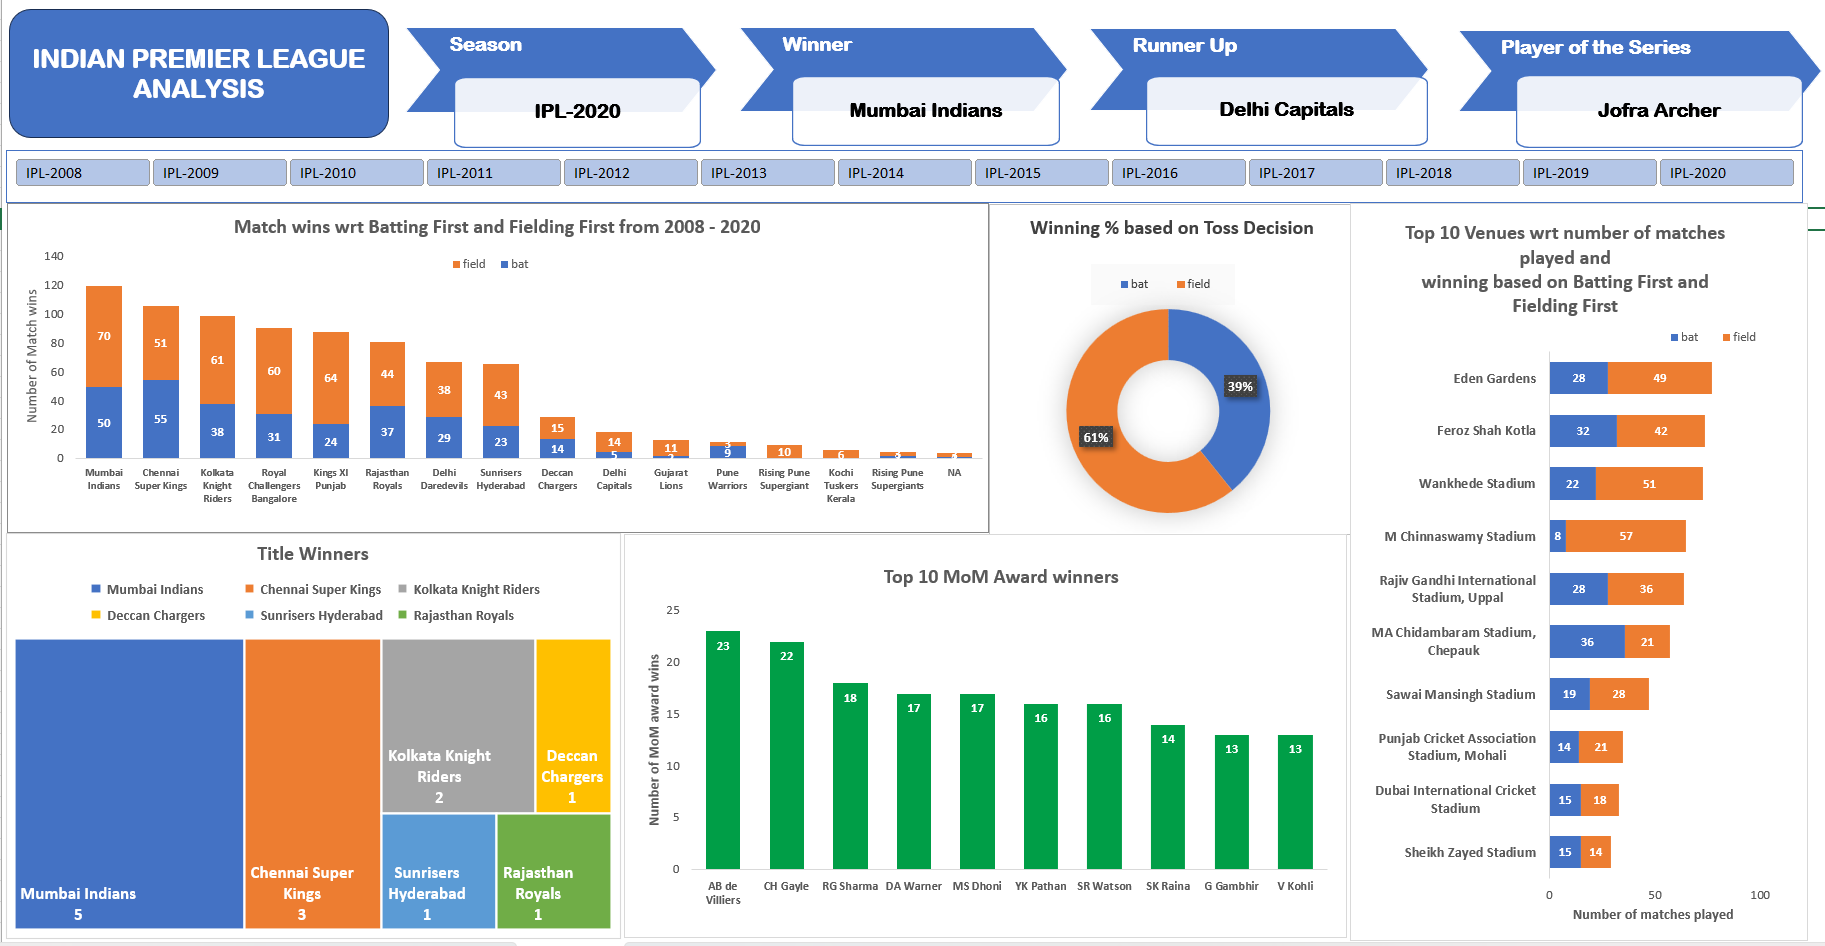 INDIAN PREMIER LEAGUE
ANALYSIS
Season
IPL-2020
Winner
Mumbai Indians
Runner Up
Delhi Capitals
Player of the Series
Jofra Archer
IPL-2008
IPL-2009
IPL-2010
IPL-2011
IPL-2012
IPL-2013
IPL-2014
IPL-2015
IPL-2016
IPL-2017
IPL-2018
IPL-2019
IPL-2020
Match wins wrt Batting First and Fielding First from 2008 - 2020
field bat
Number of Match wins
140
120
100
80
60
40
20
0
70 51 61 60 64 44 38 43 15 14 11 3 10 6 3 3
50 55 38 31 24 37 29 23 14 5 9
Mumbai
Indians
Chennai
Super Kings
Kolkata
Knight
Riders
Royal
Challengers
Bangalore
Kings XI
Punjab
Rajasthan
Royals
Delhi
Daredevils
Sunrisers
Hyderabad
Deccan
Chargers
Delhi
Capitals
Gujarat
Lions
Pune
Warriors
Rising Pune
Supergiant
Kochi
Tuskers
Kerala
Rising Pune
Supergiants
NA
Winning % based on Toss Decision
bat field
39%
61%
Top 10 Venues wrt number of matches
played and
winning based on Batting First and
Fielding First
bat field
Eden Gardens
28 49
Feroz Shah Kotla
32 42
Wankhede Stadium
22 51
M Chinnaswamy Stadium
8 57
Rajiv Gandhi International
Stadium, Uppal
28 36
MA Chidambaram Stadium,
Chepauk
36 21
Sawai Mansingh Stadium
19 28
Punjab Cricket Association
Stadium, Mohali
14 21
Dubai International Cricket
Stadium
15 18
Sheikh Zayed Stadium
15 14
0 50 100
Number of matches played
Title Winners
Mumbai Indians Chennai Super Kings Kolkata Knight Riders
Deccan Chargers Sunrisers Hyderabad Rajasthan Royals
Mumbai Indians
5
Chennai Super
Kings
3
Kolkata Knight
Riders
2
Deccan
Chargers
1
Sunrisers
Hyderabad
1
Rajasthan
Royals
1
Top 10 MoM Award winners
Number of MoM award wins
25
20
15
10
5
0
23 22 18 17 17 16 16 14 13 13
AB de
Villiers
CH Gayle
RG Sharma
DA Warner
MS Dhoni
YK Pathan
SR Watson
SK Raina
G Gambhir
V Kohli